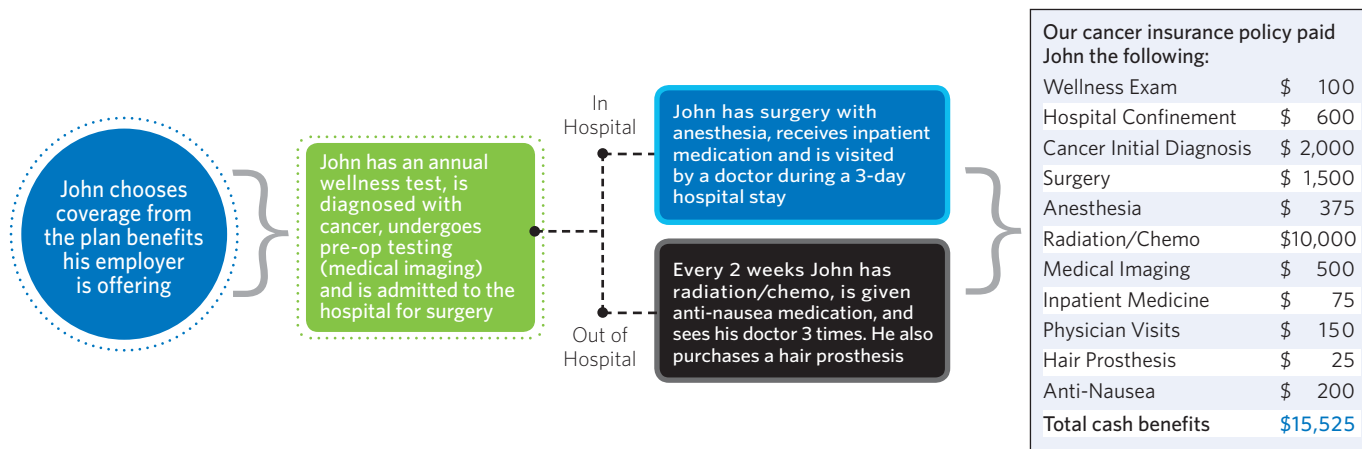 John chooses
coverage from
the plan benefits
his employer
is offering
John has an annual
wellness test, is
diagnosed with
cancer, undergoes
pre-op testing
(medical imaging)
and is admitted to the
hospital for surgery
In
Hospital
John has surgery with
anesthesia, receives inpatient
medication and is visited
by a doctor during a 3-day
hospital stay
Out of
Hospital
Every 2 weeks John has
radiation/chemo, is given
anti-nausea medication, and
sees his doctor 3 times. He also
purchases a hair prosthesis
Our cancer insurance policy paid
John the following:
Wellness Exam $ 100
Hospital Confinement $ 600
Cancer Initial Diagnosis $ 2,000
Surgery $ 1,500
Anesthesia $ 375
Radiation/Chemo $10,000
Medical Imaging $ 500
Inpatient Medicine $ 75
Physician Visits $ 150
Hair Prosthesis $ 25
Anti-Nausea $ 200
Total cash benefits $15,525